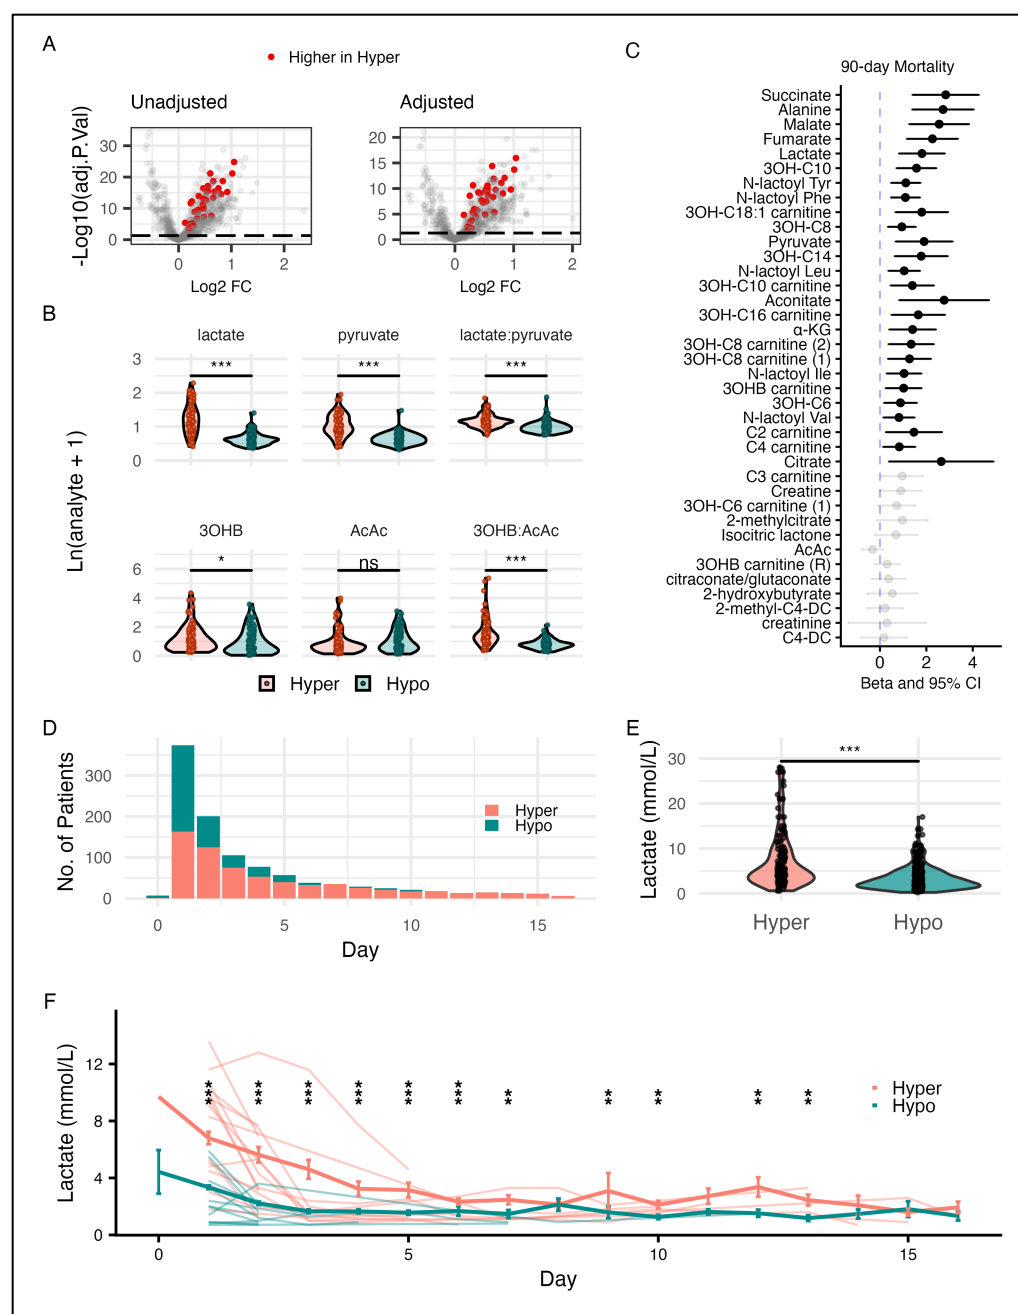 A
Higher in Hyper
Unadjusted
Adjusted
-Log10(adj.P.Val)
30
20
10
0
20
15
10
5
0
0
1
2
0
1
2
Log2 FC
Log2 FC
B
lactate
pyruvate
lactate:pyruvate
Ln(analyte + 1)
3
2
1
0
***
***
***
3OHB
AcAc
3OHB:AcAc
6
4
2
0
*
ns
***
Hyper
Hypo
C
90-day Mortality
Succinate
Alanine
Malate
Fumarate
Lactate
3OH-C10
N-lactoyl Tyr
N-lactoyl Phe
3OH-C18:1 carnitine
3OH-C8
Pyruvate
3OH-C14
N-lactoyl Leu
3OH-C10 carnitine
Aconitate
3OH-C16 carnitine
α-KG
3OH-C8 carnitine (2)
3OH-C8 carnitine (1)
N-lactoyl Ile
3OHB carnitine
3OH-C6
N-lactoyl Val
C2 carnitine
C4 carnitine
Citrate
C3 carnitine
Creatine
3OH-C6 carnitine (1)
2-methylcitrate
Isocitric lactone
AcAc
3OHB carnitine (R)
citraconate/glutaconate
2-hydroxybutyrate
2-methyl-C4-DC
creatinine
C4-DC
0
2
4
Beta and 95% CI
D
No. of Patients
300
200
100
0
Hyper
Hypo
0
5
10
15
Day
E
Lactate (mmol/L)
30
20
10
0
***
Hyper
Hypo
F
Lactate (mmol/L)
12
8
4
0
***
***
***
***
***
***
**
**
**
**
**
Hyper
Hypo
0
5
10
15
Day